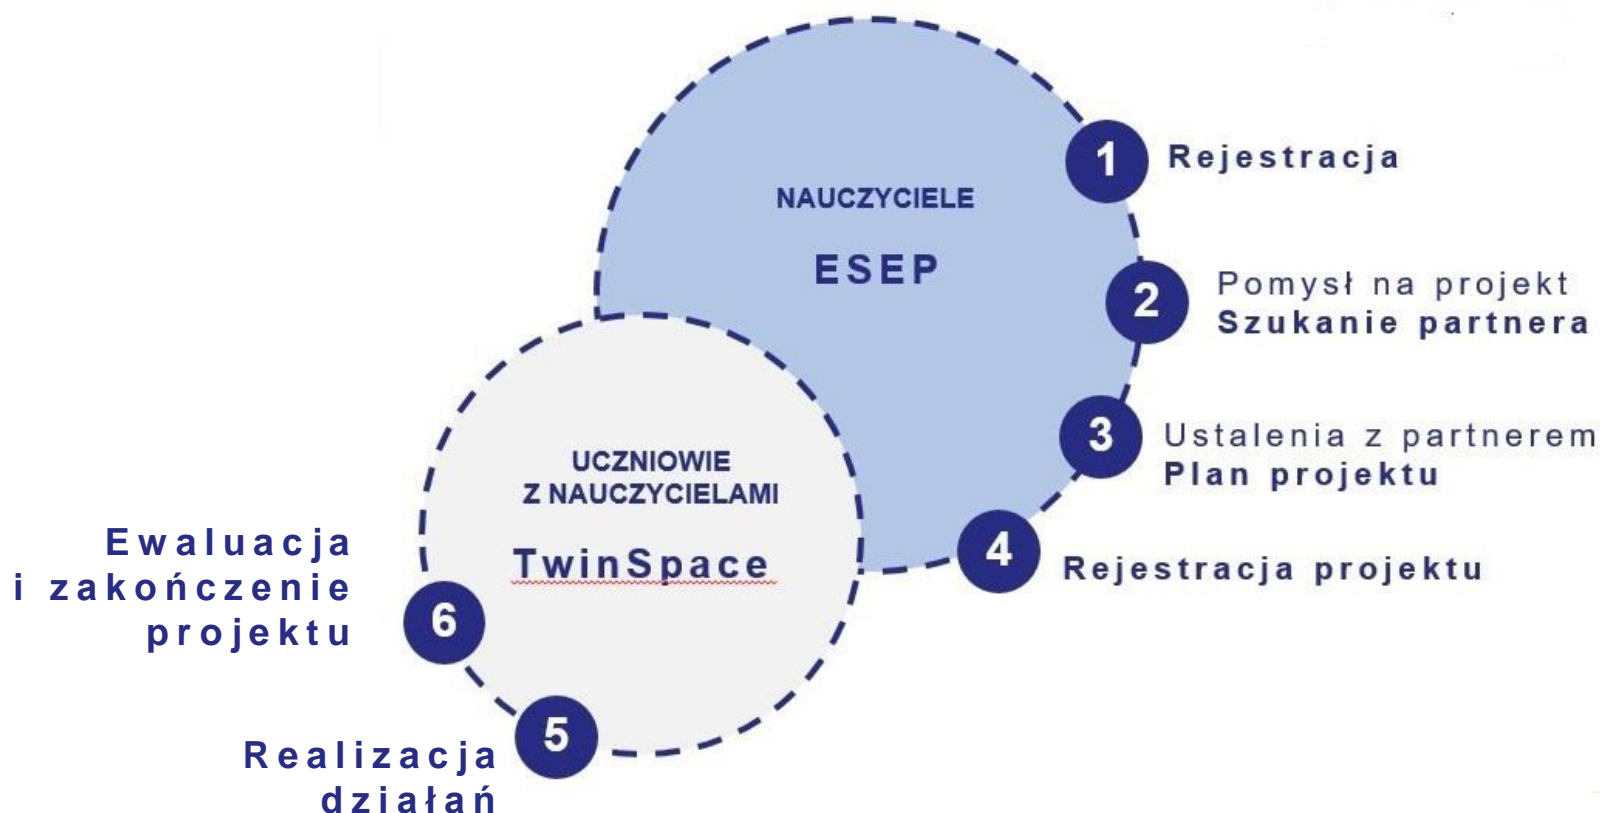 NAUCZYCIELE
ESEP
1
Rejestracja
2
Pomysł na projekt
Szukanie partnera
3
Ustalenia z partnerem
Plan projektu
4
Rejestracja projektu
UCZNIOWIE
Z NAUCZYCIELAMI
TwinSpace
5
Realizacja
działań
6
Ewaluacja
i zakończenie
projektu